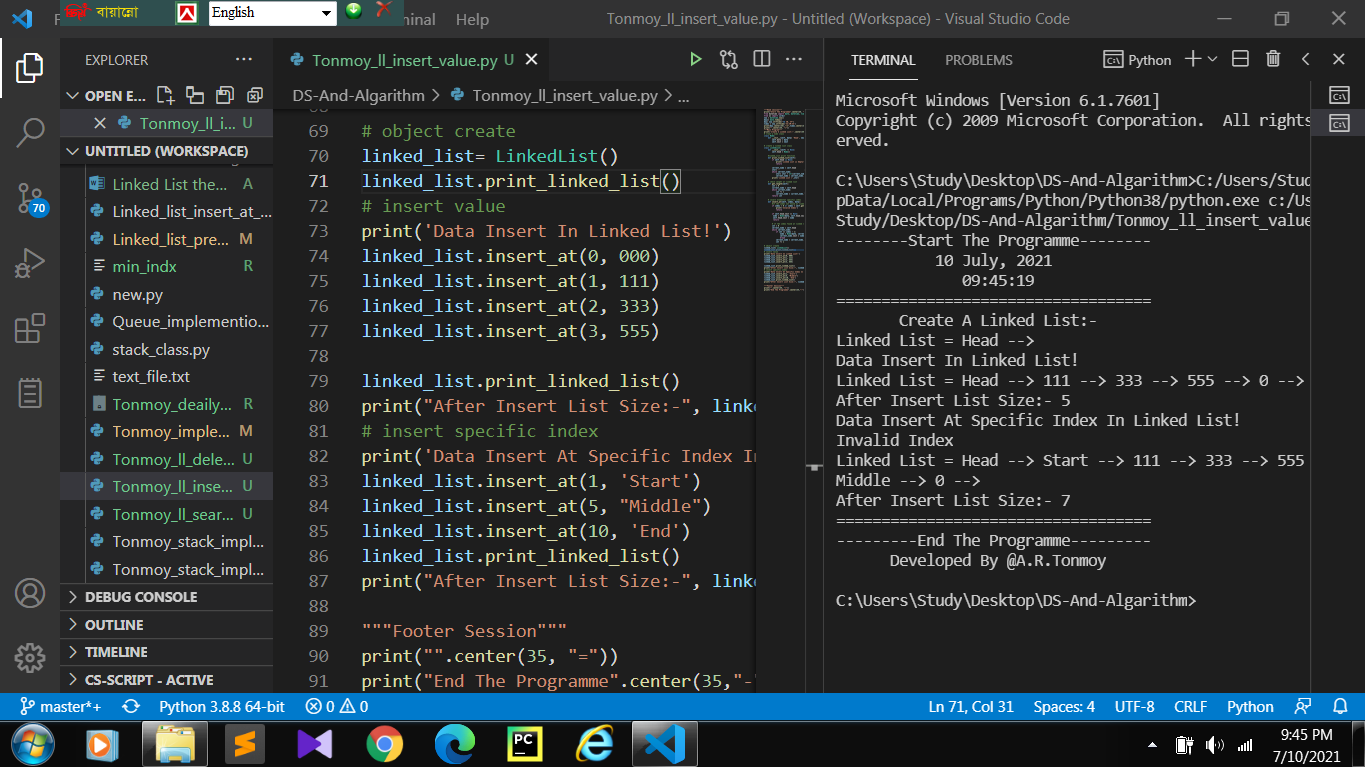 বায়ান্নো
English
Help
Tonmoy_ll_insert_value.py - Untitled (Workspace) - Visual Studio Code
EXPLORER
OPEN E...
Tonmoy_ll_i... U
UNTITLED (WORKSPACE)
Linked List the... A
Linked_list_insert_at_...
Linked_list_pre... M
min_indx R
new.py
Queue_implementio...
stack_class.py
text_file.txt
Tonmoy_deaily... R
Tonmoy_imple... M
Tonmoy_ll_dele... U
Tonmoy_ll_inse... U
Tonmoy_ll_sear... U
Tonmoy_stack_impl...
Tonmoy_stack_impl...
DEBUG CONSOLE
OUTLINE
TIMELINE
CS-SCRIPT - ACTIVE
70
Tonmoy_ll_insert_value.py U
DS-And-Algarithm > Tonmoy_ll_insert_value.py > ...
69 # object create
70 linked_list= LinkedList()
71 linked_list.print_linked_list()
72 # insert value
73 print('Data Insert In Linked List!')
74 linked_list.insert_at(0, 000)
75 linked_list.insert_at(1, 111)
76 linked_list.insert_at(2, 333)
77 linked_list.insert_at(3, 555)
78
79 linked_list.print_linked_list()
80 print("After Insert List Size:-", linke
81 # insert specific index
82 print('Data Insert At Specific Index In
83 linked_list.insert_at(1, 'Start')
84 linked_list.insert_at(5, "Middle")
85 linked_list.insert_at(10, 'End')
86 linked_list.print_linked_list()
87 print("After Insert List Size:-", linke
88
89 """Footer Session"""
90 print("".center(35, "="))
91 print("End The Programme".center(35,"-"
TERMINAL
PROBLEMS
Python
Microsoft Windows [Version 6.1.7601]
Copyright (c) 2009 Microsoft Corporation.  All rights
erved.
C:\Users\Study\Desktop\DS-And-Algarithm>C:/Users/Stud
pData/Local/Programs/Python/Python38/python.exe c:/Us
Study/Desktop/DS-And-Algarithm/Tonmoy_ll_insert_value
--------Start The Programme--------
10 July, 2021
09:45:19
===================================
Create A Linked List:-
Linked List = Head -->
Data Insert In Linked List!
Linked List = Head --> 111 --> 333 --> 555 --> 0 -->
After Insert List Size:- 5
Data Insert At Specific Index In Linked List!
Invalid Index
Linked List = Head --> Start --> 111 --> 333 --> 555
Middle --> 0 -->
After Insert List Size:- 7
===================================
---------End The Programme---------
Developed By @A.R.Tonmoy
C:\Users\Study\Desktop\DS-And-Algarithm>
master*+
Python 3.8.8 64-bit
0
0
Ln 71, Col 31
Spaces: 4
UTF-8
CRLF
Python
PC
9:45 PM
7/10/2021